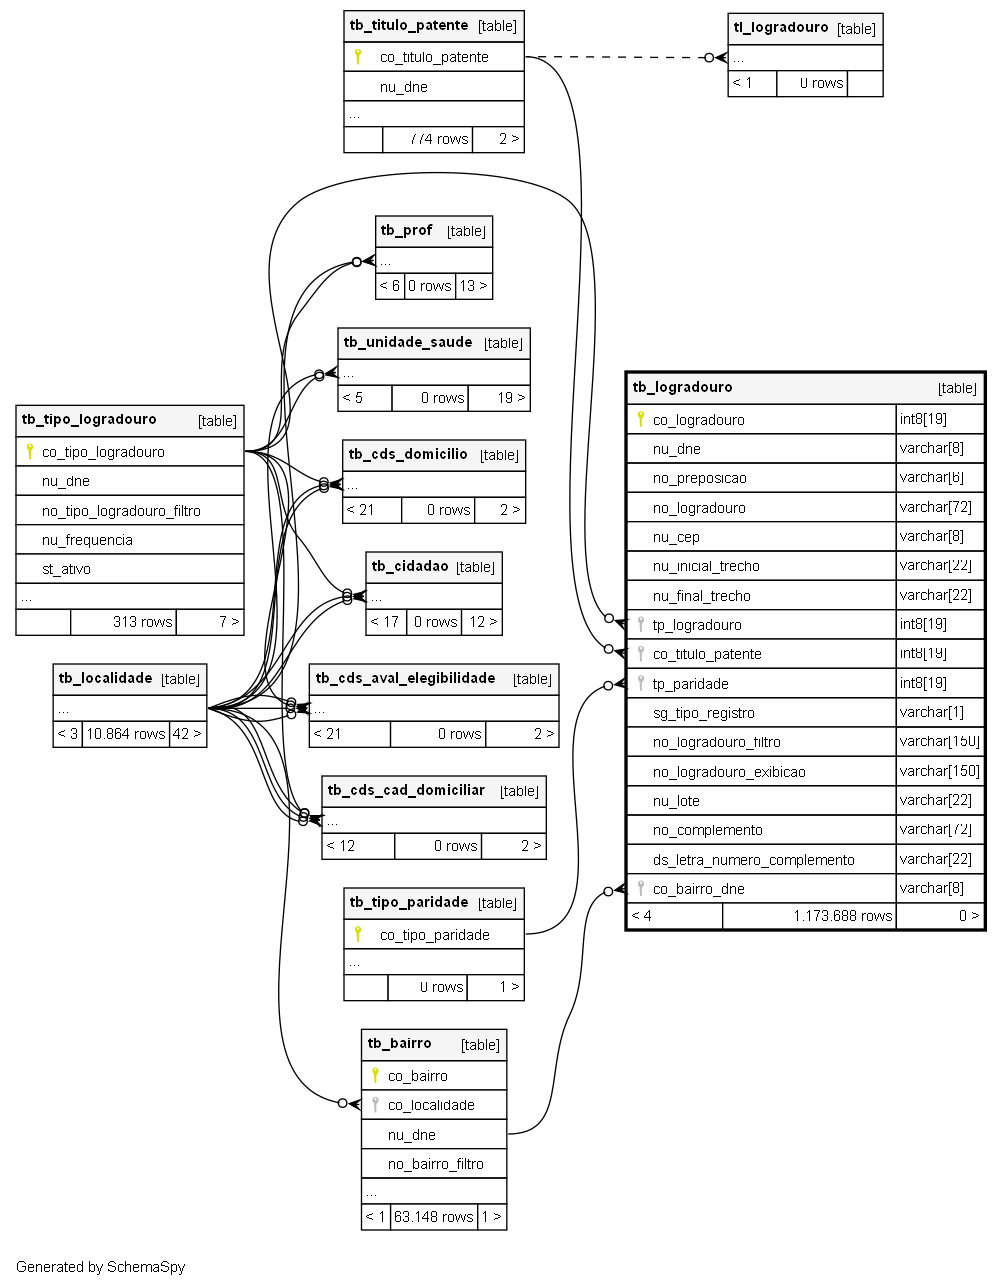 tb_titulo_patente [table]
co_titulo_patente
nu_dne
...
774 rows 2 >
tl_logradouro [table]
...
< 1 0 rows
tb_prof [table]
...
< 6 0 rows 13 >
tb_unidade_saude [table]
...
< 5 0 rows 19 >
tb_tipo_logradouro [table]
co_tipo_logradouro
nu_dne
no_tipo_logradouro_filtro
nu_frequencia
st_ativo
...
313 rows 7 >
tb_cds_domicilio [table]
...
< 21 0 rows 2 >
tb_cidadao [table]
...
< 17 0 rows 12 >
tb_localidade [table]
...
< 3 10.864 rows 42 >
tb_cds_aval_elegibilidade [table]
...
< 21 0 rows 2 >
tb_cds_cad_domiciliar [table]
...
< 12 0 rows 2 >
tb_tipo_paridade [table]
co_tipo_paridade
...
0 rows 1 >
tb_bairro [table]
co_bairro
co_localidade
nu_dne
no_bairro_filtro
...
< 1 63.148 rows 1 >
tb_logradouro [table]
co_logradouro int8[19]
nu_dne varchar[8]
no_preposicao varchar[6]
no_logradouro varchar[72]
nu_cep varchar[8]
nu_inicial_trecho varchar[22]
nu_final_trecho varchar[22]
tp_logradouro int8[19]
co_titulo_patente int8[19]
tp_paridade int8[19]
sg_tipo_registro varchar[1]
no_logradouro_filtro varchar[150]
no_logradouro_exibicao varchar[150]
nu_lote varchar[22]
no_complemento varchar[72]
ds_letra_numero_complemento varchar[22]
co_bairro_dne varchar[8]
< 4 1.173.688 rows 0 >
Generated by SchemaSpy